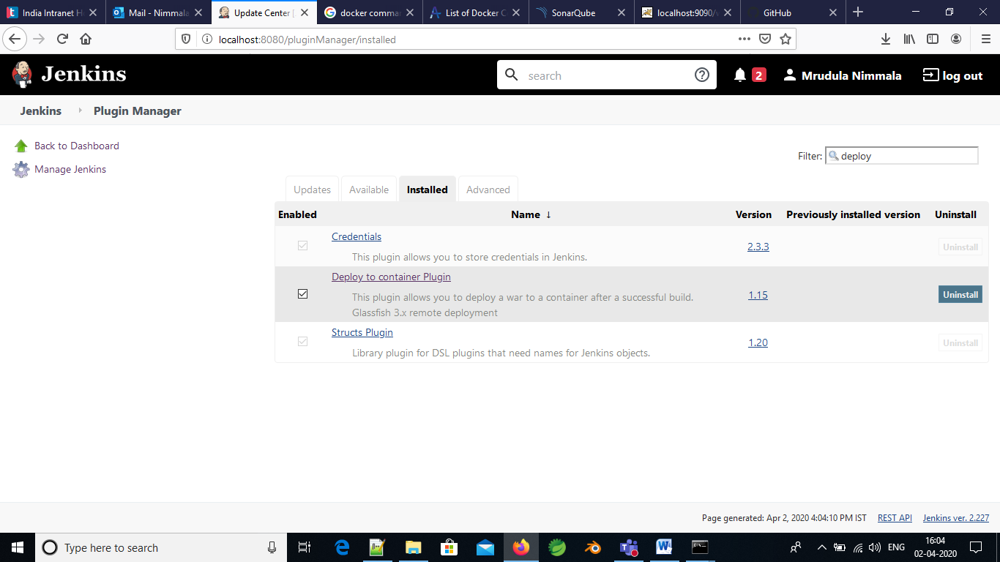 India Intranet H
Mail - Nimmala
Update Center [
docker comma
List of Docker C
SonarQube
localhost:9090/
GitHub
localhost:8080/pluginManager/installed
Jenkins
search
2
Mrudula Nimmala
log out
Jenkins
Plugin Manager
Back to Dashboard
Manage Jenkins
Filter: deploy
Updates
Available
Installed
Advanced
Enabled
Name ↓
Version
Previously installed version
Uninstall
Credentials
This plugin allows you to store credentials in Jenkins.
2.3.3
Uninstall
Deploy to container Plugin
This plugin allows you to deploy a war to a container after a successful build.
Glassfish 3.x remote deployment
1.15
Uninstall
Structs Plugin
Library plugin for DSL plugins that need names for Jenkins objects.
1.20
Uninstall
Page generated: Apr 2, 2020 4:04:10 PM IST
REST API
Jenkins ver. 2.227
Type here to search
ENG
16:04
02-04-2020